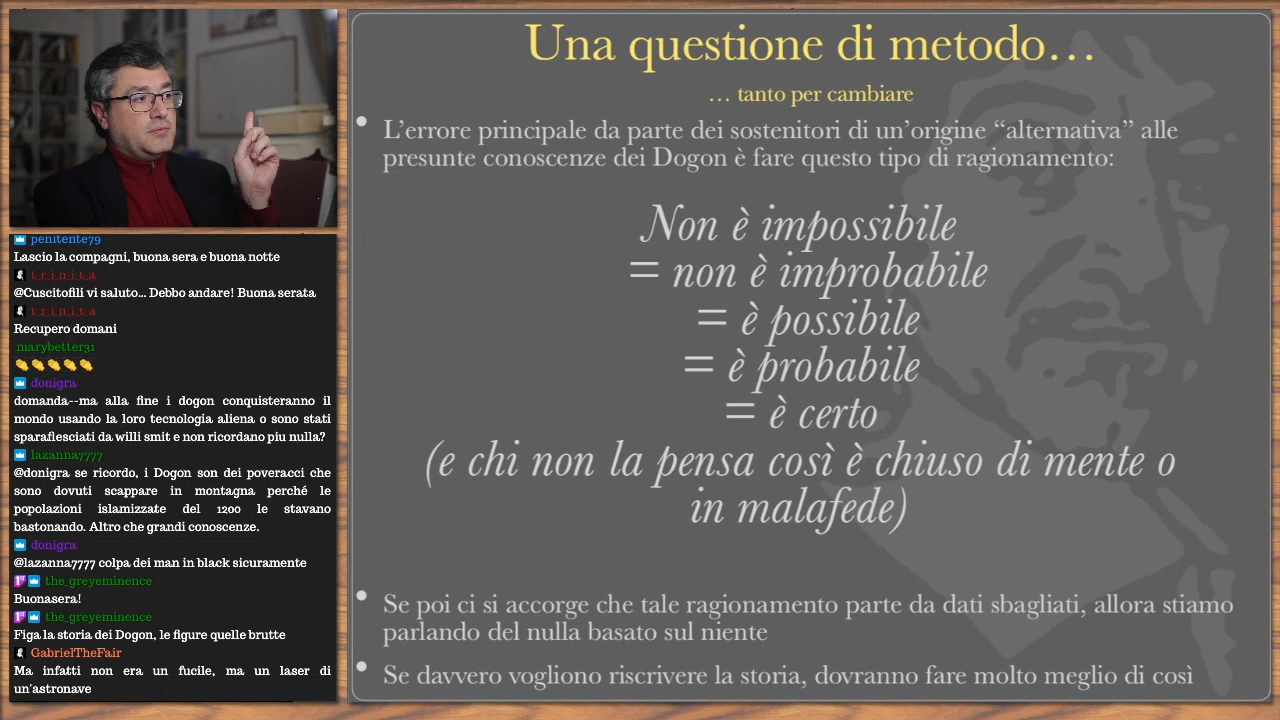 Una questione di metodo…
… tanto per cambiare
• L’errore principale da parte dei sostenitori di un’origine “alternativa” alle
presunte conoscenze dei Dogon è fare questo tipo di ragionamento:
Non è impossibile
= non è improbabile
= è possibile
= è probabile
= è certo
(e chi non la pensa così è chiuso di mente o
in malafede)
• Se poi ci si accorge che tale ragionamento parte da dati sbagliati, allora stiamo
parlando del nulla basato sul niente
• Se davvero vogliono riscrivere la storia, dovranno fare molto meglio di così
penitente79
Lascio la compagni, buona sera e buona notte
t_r_i_n_i_t_a
@Cuscitofili vi saluto... Debbo andare! Buona serata
t_r_i_n_i_t_a
Recupero domani
marybetter31
👏👏👏👏👏
donigra
domanda--ma alla fine i dogon conquisteranno il
mondo usando la loro tecnologia aliena o sono stati
sparaflesciati da willi smit e non ricordano piu nulla?
lazanna7777
@donigra se ricordo, i Dogon son dei poveracci che
sono dovuti scappare in montagna perché le
popolazioni islamizzate del 1200 le stavano
bastonando. Altro che grandi conoscenze.
donigra
@lazanna7777 colpa dei man in black sicuramente
the_greyeminence
Buonasera!
the_greyeminence
Figa la storia dei Dogon, le figure quelle brutte
GabrielTheFair
Ma infatti non era un fucile, ma un laser di
un'astronave